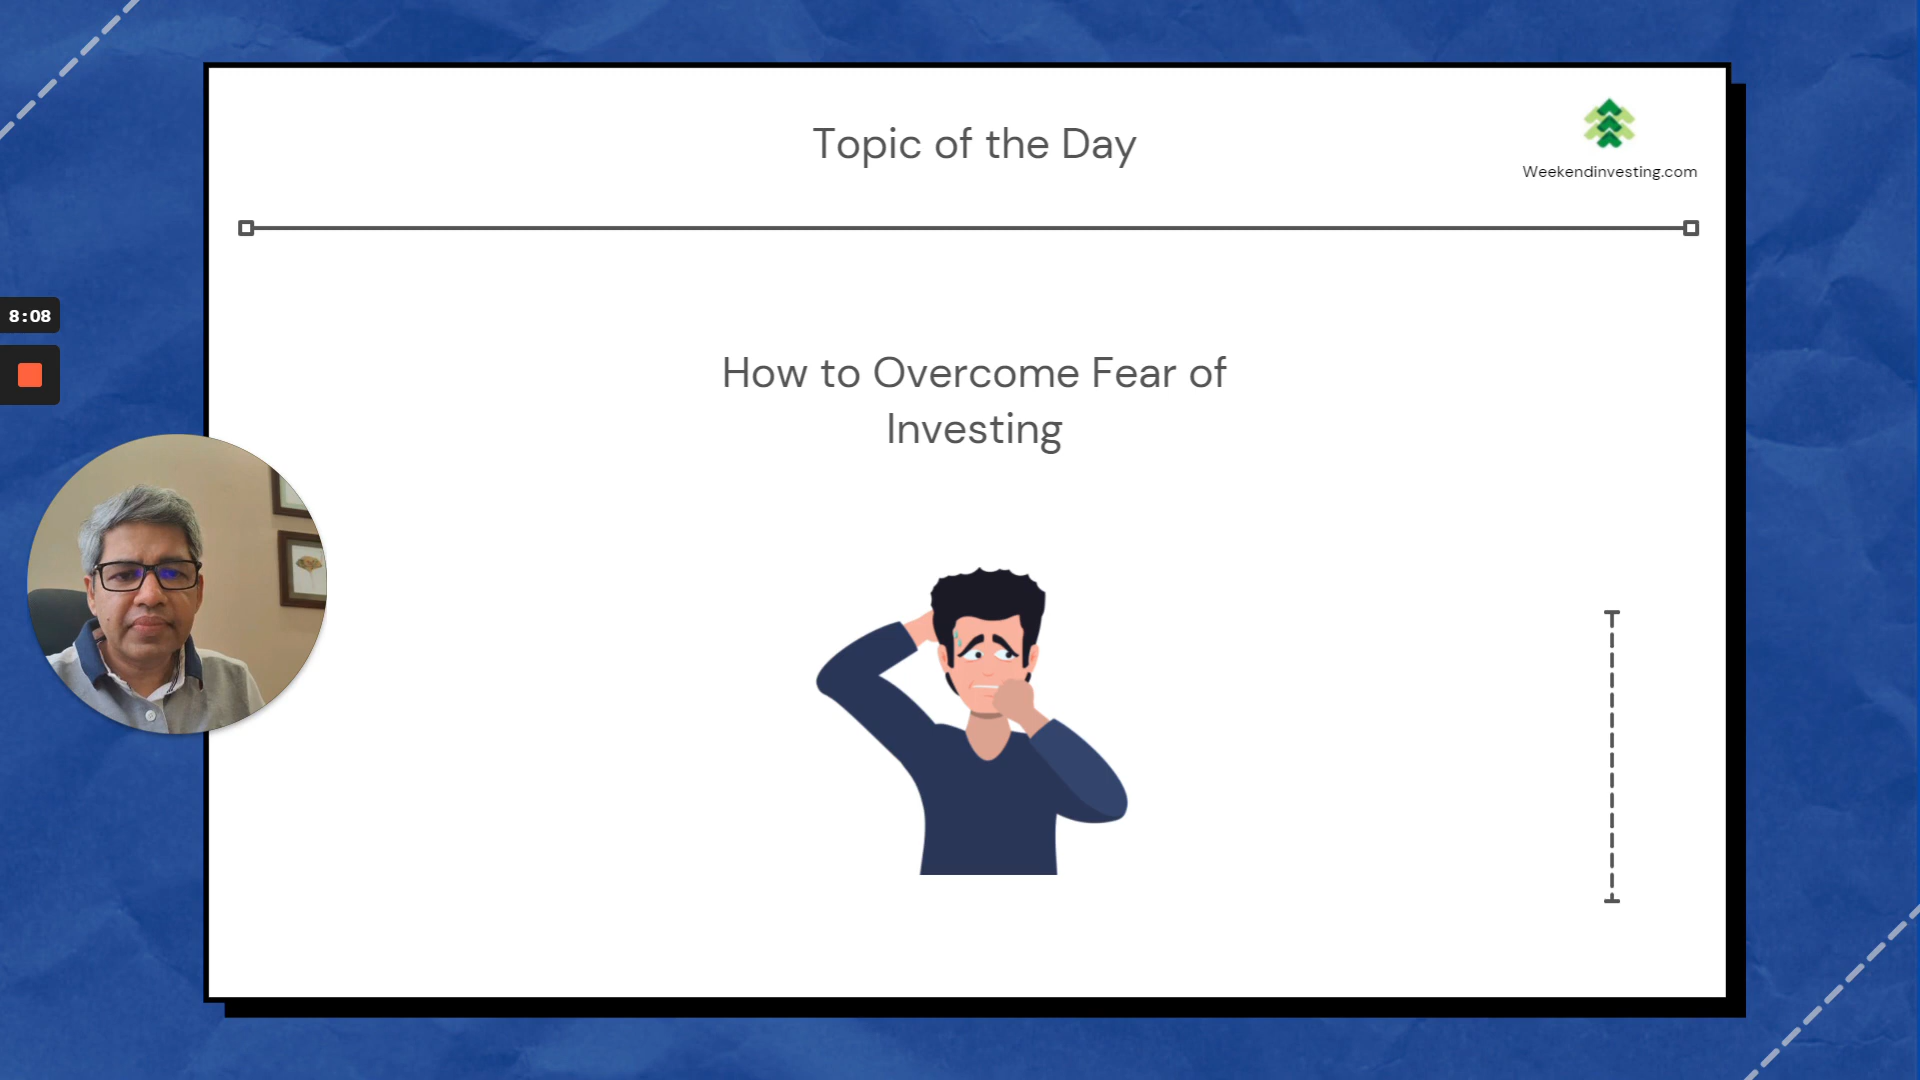 Topic of the Day
Weekendinvesting.com
8:08
How to Overcome Fear of
Investing